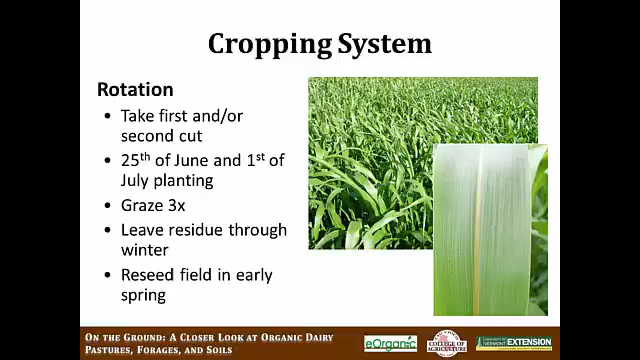 Cropping System
Rotation
• Take first and/or
second cut
• 25th of June and 1st of
July planting
• Graze 3x
• Leave residue through
winter
• Reseed field in early
spring
On the Ground: A Closer Look at Organic Dairy
Pastures, Forages, and Soils
eOrganic
COLLEGE OF
AGRICULTURE
EXTENSION